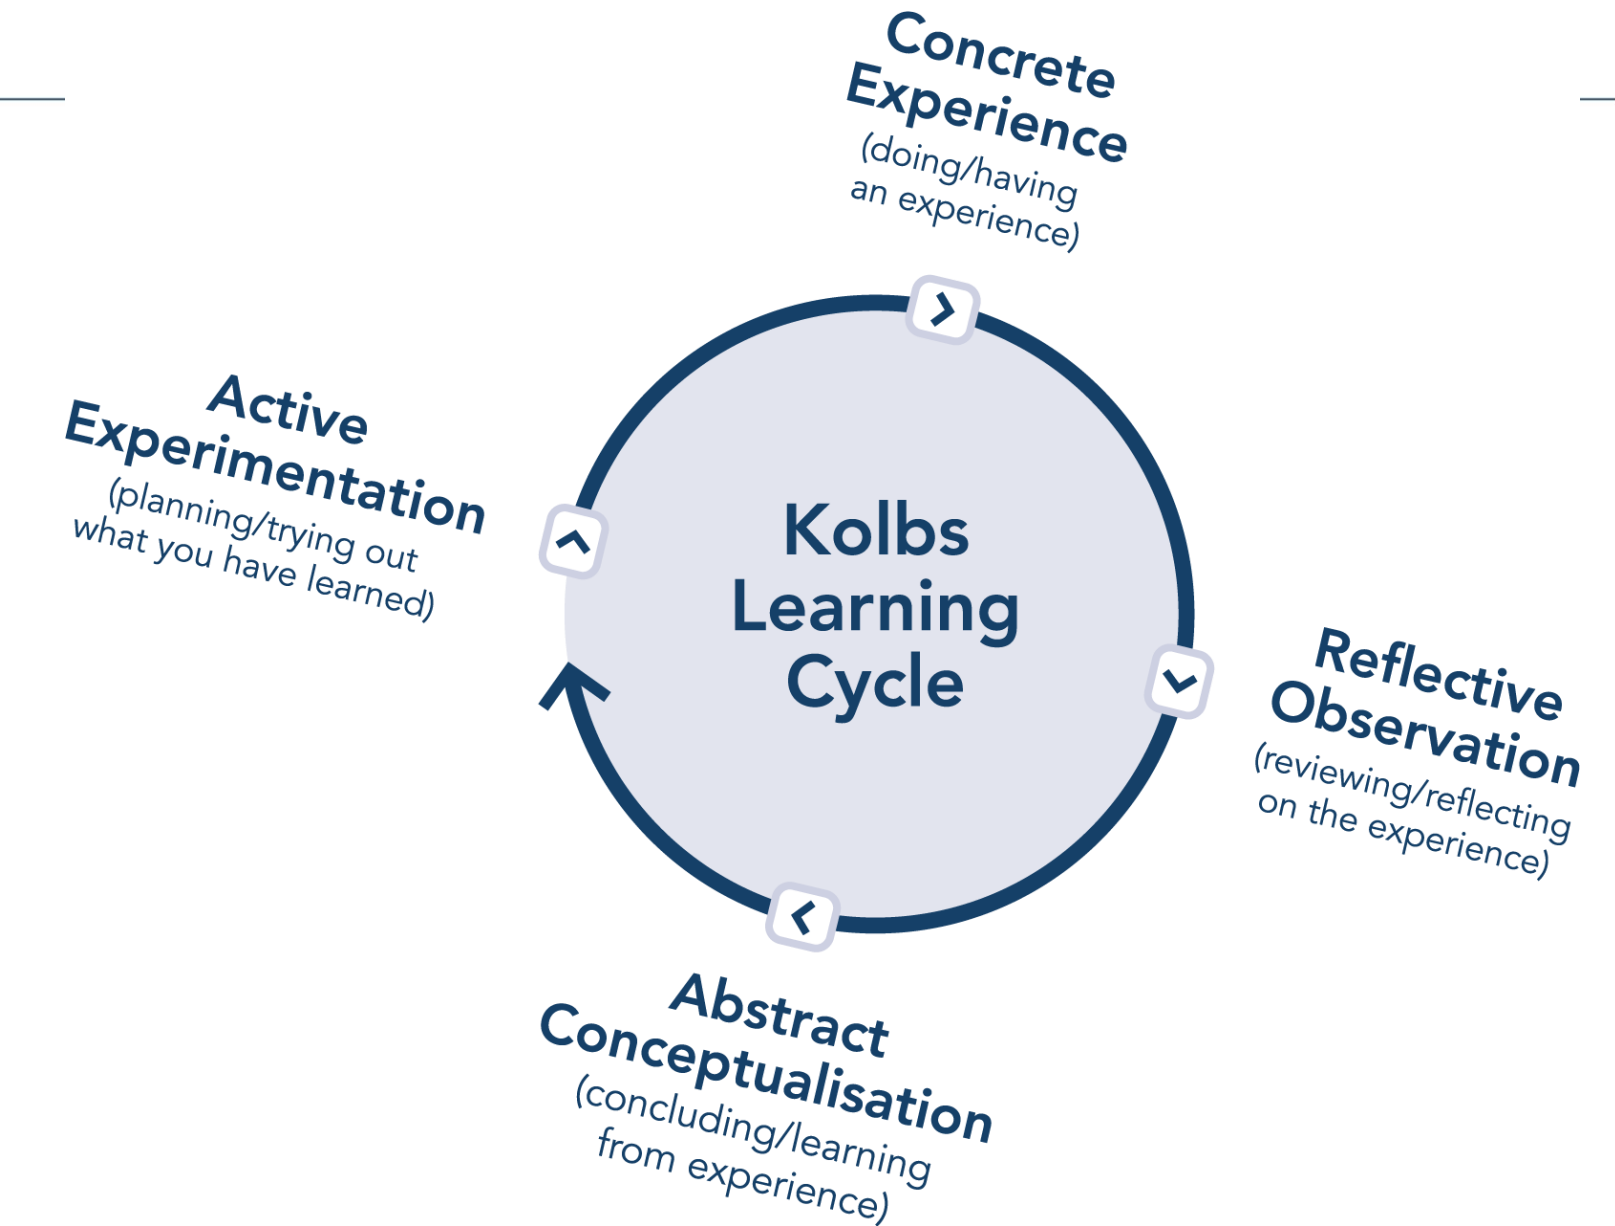 Concrete
Experience
(doing/having
an experience)
Active
Experimentation
(planning/trying out
what you have learned)
Kolbs
Learning
Cycle
Reflective
Observation
(reviewing/reflecting
on the experience)
Abstract
Conceptualisation
(concluding/learning
from experience)